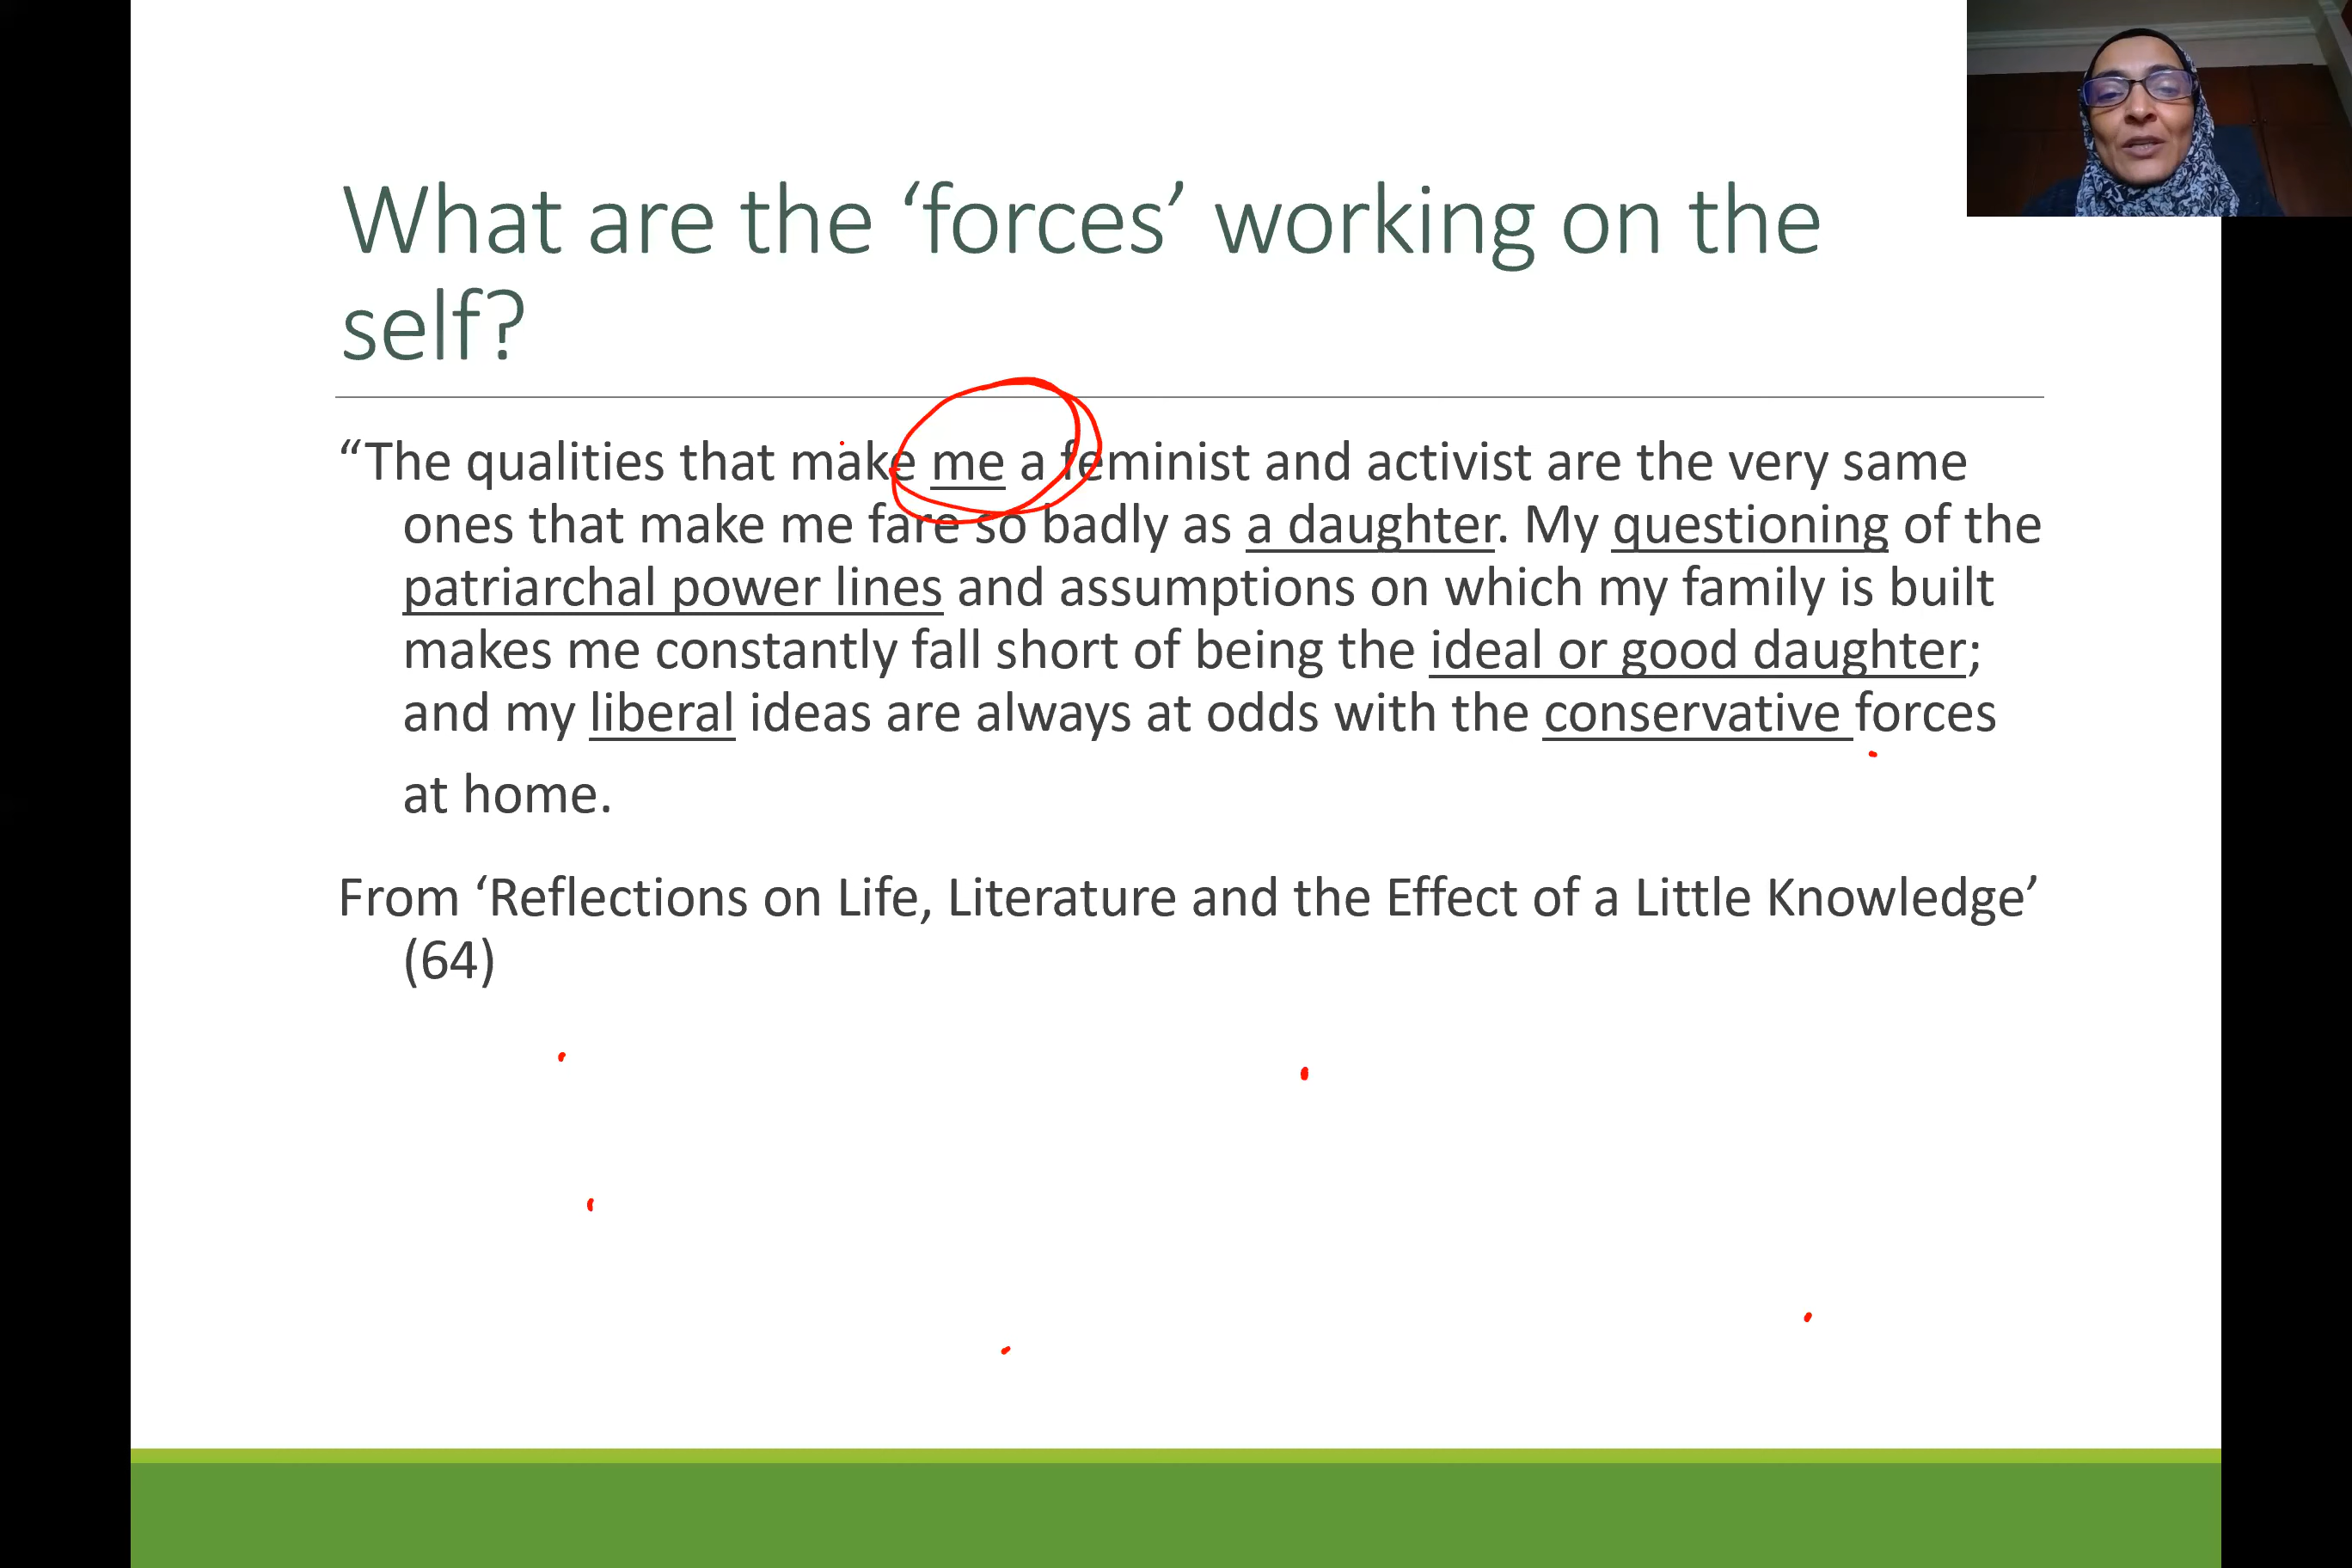 What are the ‘forces’ working on the
self?
“The qualities that make me a feminist and activist are the very same
ones that make me fare so badly as a daughter. My questioning of the
patriarchal power lines and assumptions on which my family is built
makes me constantly fall short of being the ideal or good daughter;
and my liberal ideas are always at odds with the conservative forces
at home.
From ‘Reflections on Life, Literature and the Effect of a Little Knowledge’
(64)